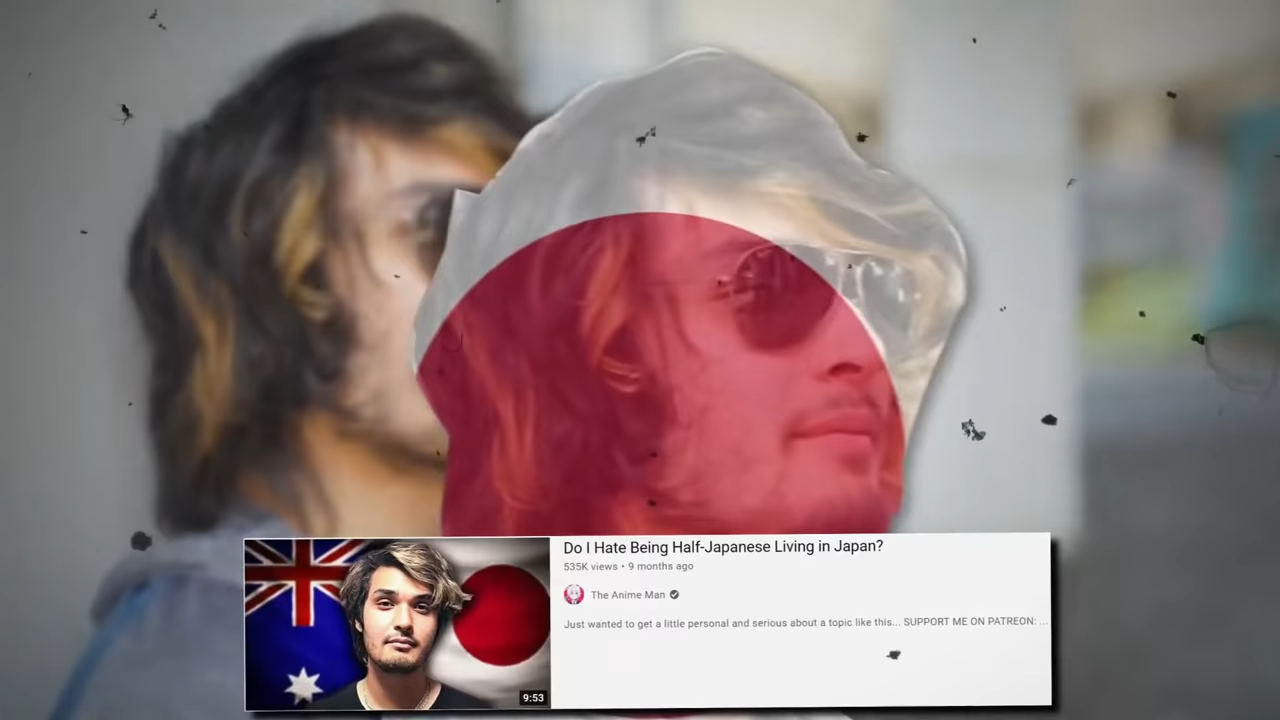 Do I Hate Being Half-Japanese Living in Japan?
535K views • 9 months ago
The Anime Man
Just wanted to get a little personal and serious about a topic like this... SUPPORT ME ON PATREON: ...
9:53